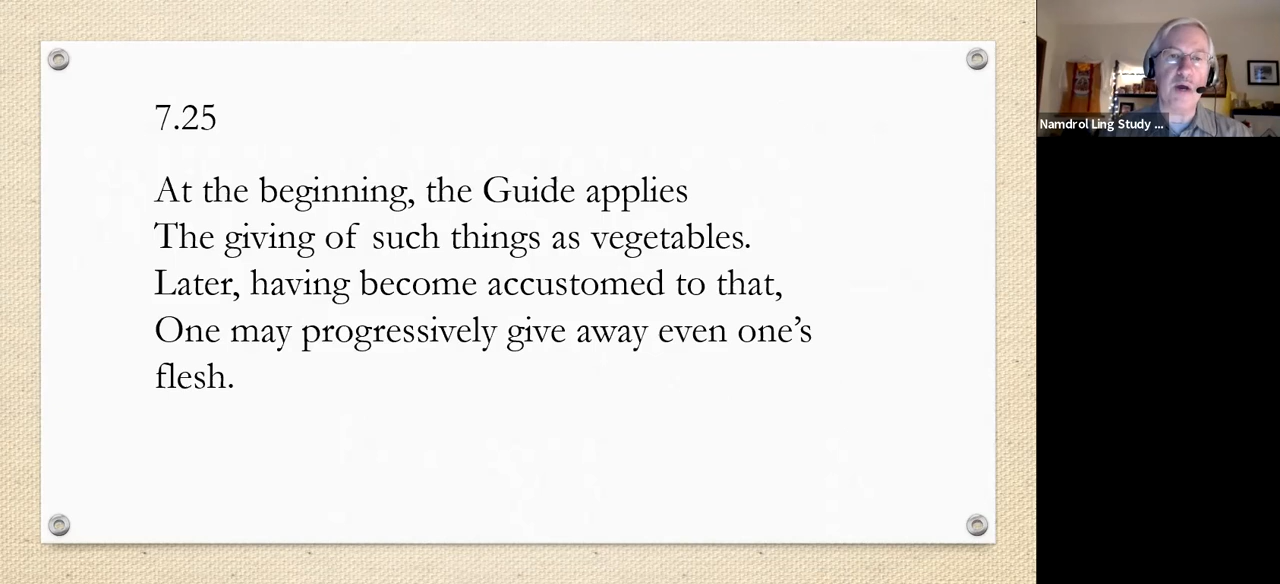 7.25
At the beginning, the Guide applies
The giving of such things as vegetables.
Later, having become accustomed to that,
One may progressively give away even one’s
flesh.
Namdrol Ling Study ...